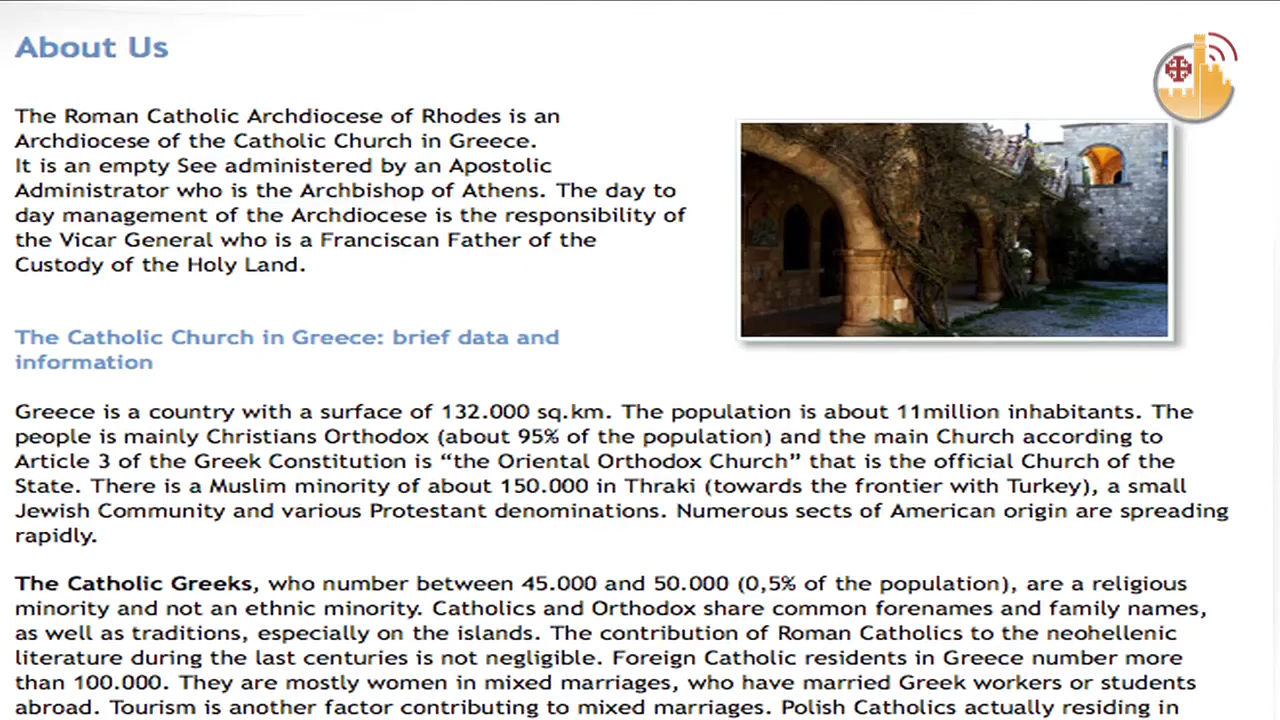 About Us
The Roman Catholic Archdiocese of Rhodes is an
Archdiocese of the Catholic Church in Greece.
It is an empty See administered by an Apostolic
Administrator who is the Archbishop of Athens. The day to
day management of the Archdiocese is the responsibility of
the Vicar General who is a Franciscan Father of the
Custody of the Holy Land.
The Catholic Church in Greece: brief data and
information
Greece is a country with a surface of 132.000 sq.km. The population is about 11million inhabitants. The
people is mainly Christians Orthodox (about 95% of the population) and the main Church according to
Article 3 of the Greek Constitution is “the Oriental Orthodox Church” that is the official Church of the
State. There is a Muslim minority of about 150.000 in Thraki (towards the frontier with Turkey), a small
Jewish Community and various Protestant denominations. Numerous sects of American origin are spreading
rapidly.
The Catholic Greeks, who number between 45.000 and 50.000 (0,5% of the population), are a religious
minority and not an ethnic minority. Catholics and Orthodox share common forenames and family names,
as well as traditions, especially on the islands. The contribution of Roman Catholics to the neohellenic
literature during the last centuries is not negligible. Foreign Catholic residents in Greece number more
than 100.000. They are mostly women in mixed marriages, who have married Greek workers or students
abroad. Tourism is another factor contributing to mixed marriages. Polish Catholics actually residing in